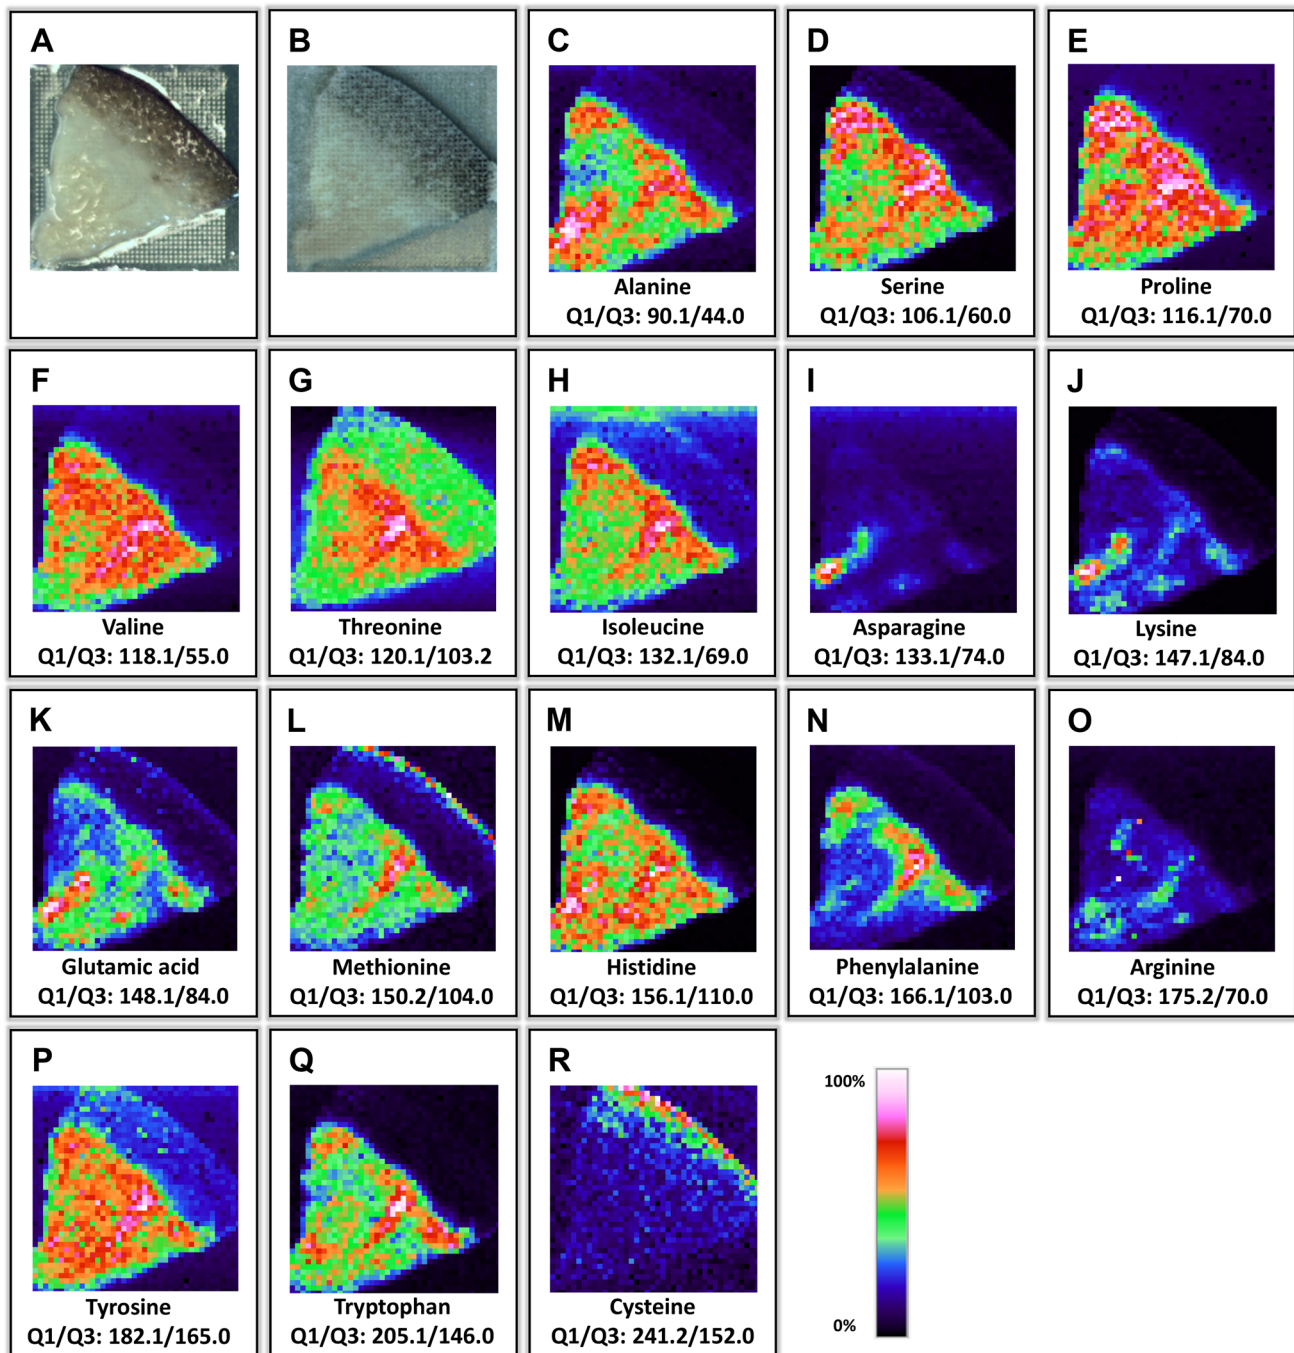 A
B
C
Alanine
Q1/Q3: 90.1/44.0
D
Serine
Q1/Q3: 106.1/60.0
E
Proline
Q1/Q3: 116.1/70.0
F
Valine
Q1/Q3: 118.1/55.0
G
Threonine
Q1/Q3: 120.1/103.2
H
Isoleucine
Q1/Q3: 132.1/69.0
I
Asparagine
Q1/Q3: 133.1/74.0
J
Lysine
Q1/Q3: 147.1/84.0
K
Glutamic acid
Q1/Q3: 148.1/84.0
L
Methionine
Q1/Q3: 150.2/104.0
M
Histidine
Q1/Q3: 156.1/110.0
N
Phenylalanine
Q1/Q3: 166.1/103.0
O
Arginine
Q1/Q3: 175.2/70.0
P
Tyrosine
Q1/Q3: 182.1/165.0
Q
Tryptophan
Q1/Q3: 205.1/146.0
R
Cysteine
Q1/Q3: 241.2/152.0
100%
0%